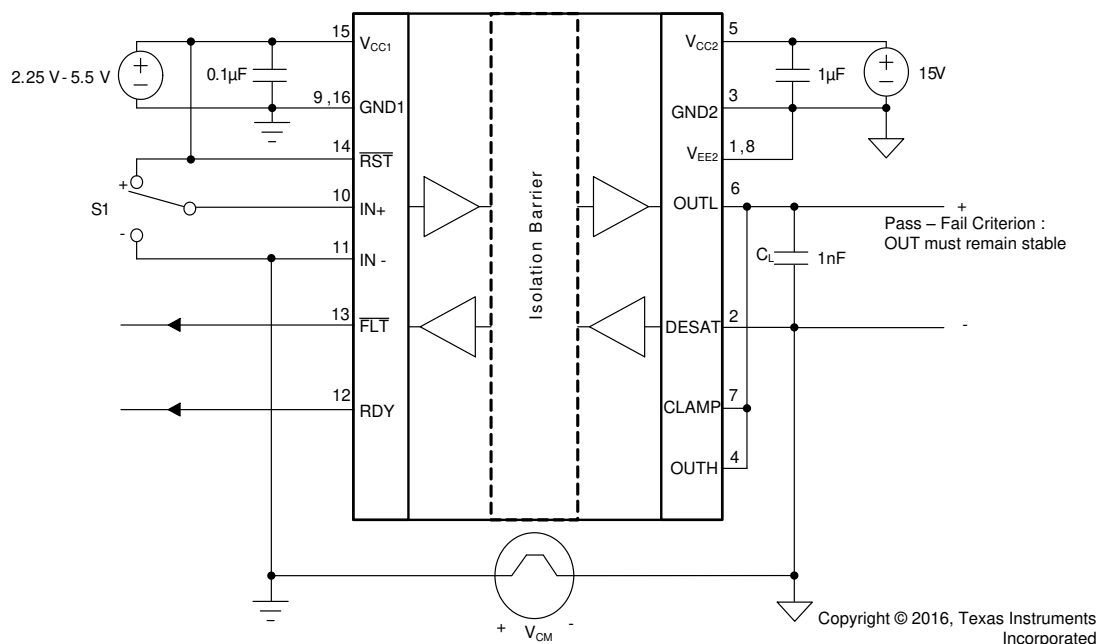 15
VCC1
5
VCC2
2.25 V - 5.5 V
+
-
0.1μF
1μF
+
-
15V
9 ,16
GND1
3
GND2
14
RST
VEE2
1,8
+
S1
-
10
IN+
6
OUTL
+
Pass – Fail Criterion :
OUT must remain stable
11
IN -
CL
1nF
Isolation Barrier
13
FLT
DESAT
2
-
12
RDY
7
CLAMP
4
OUTH
+
VCM
-
Copyright © 2016, Texas Instruments
Incorporated